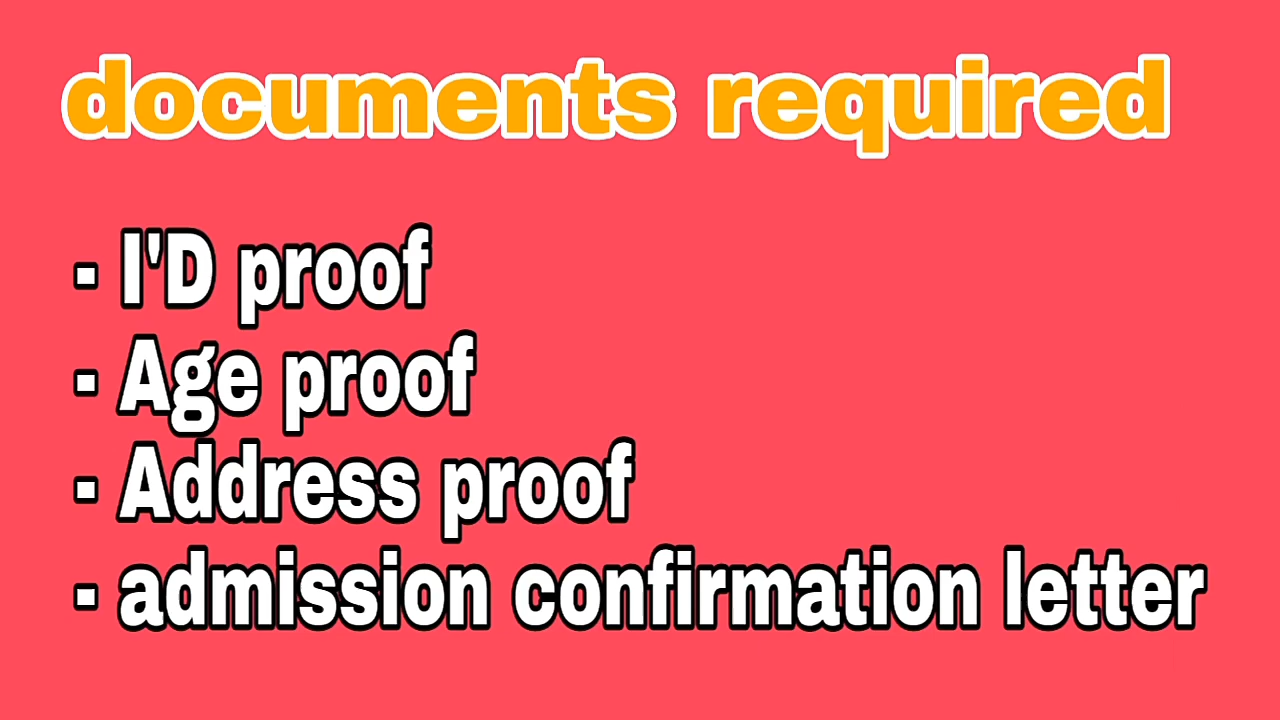 documents required
- I'D proof
- Age proof
- Address proof
- admission confirmation letter